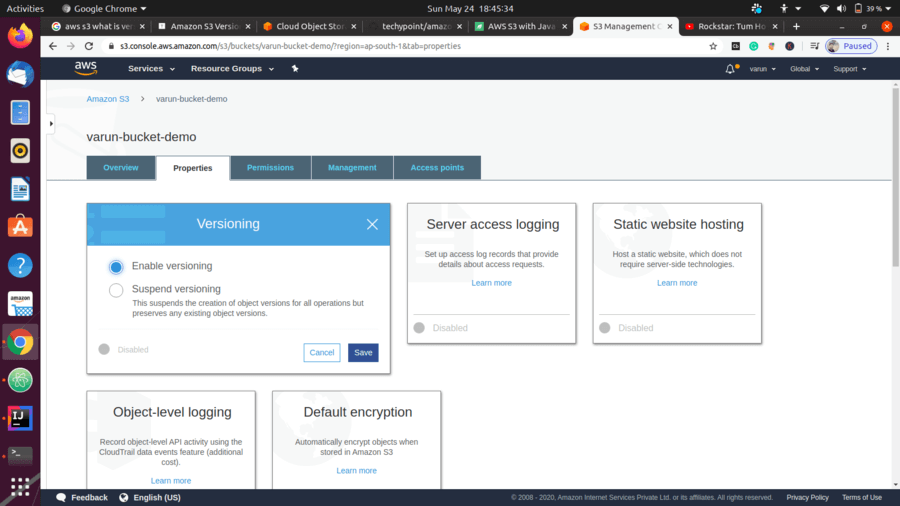 Activities
Google Chrome
Sun May 24 18:45:34
39 %
aws s3 what is ver
Amazon S3 Versio
Cloud Object Stor
techypoint/amaz
AWS S3 with Java
S3 Management C
Rockstar: Tum Ho
s3.console.aws.amazon.com/s3/buckets/varun-bucket-demo/?region=ap-south-1&tab=properties
Paused
aws
Services
Resource Groups
varun
Global
Support
Amazon S3 > varun-bucket-demo
varun-bucket-demo
Overview
Properties
Permissions
Management
Access points
Versioning
Enable versioning
Suspend versioning
This suspends the creation of object versions for all operations but
preserves any existing object versions.
Disabled
Cancel
Save
Server access logging
Set up access log records that provide
details about access requests.
Learn more
Disabled
Static website hosting
Host a static website, which does not
require server-side technologies.
Learn more
Disabled
Object-level logging
Record object-level API activity using the
CloudTrail data events feature (additional
cost).
Learn more
Default encryption
Automatically encrypt objects when
stored in Amazon S3
Learn more
Feedback
English (US)
© 2008 - 2020, Amazon Internet Services Private Ltd. or its affiliates. All rights reserved.
Privacy Policy
Terms of Use